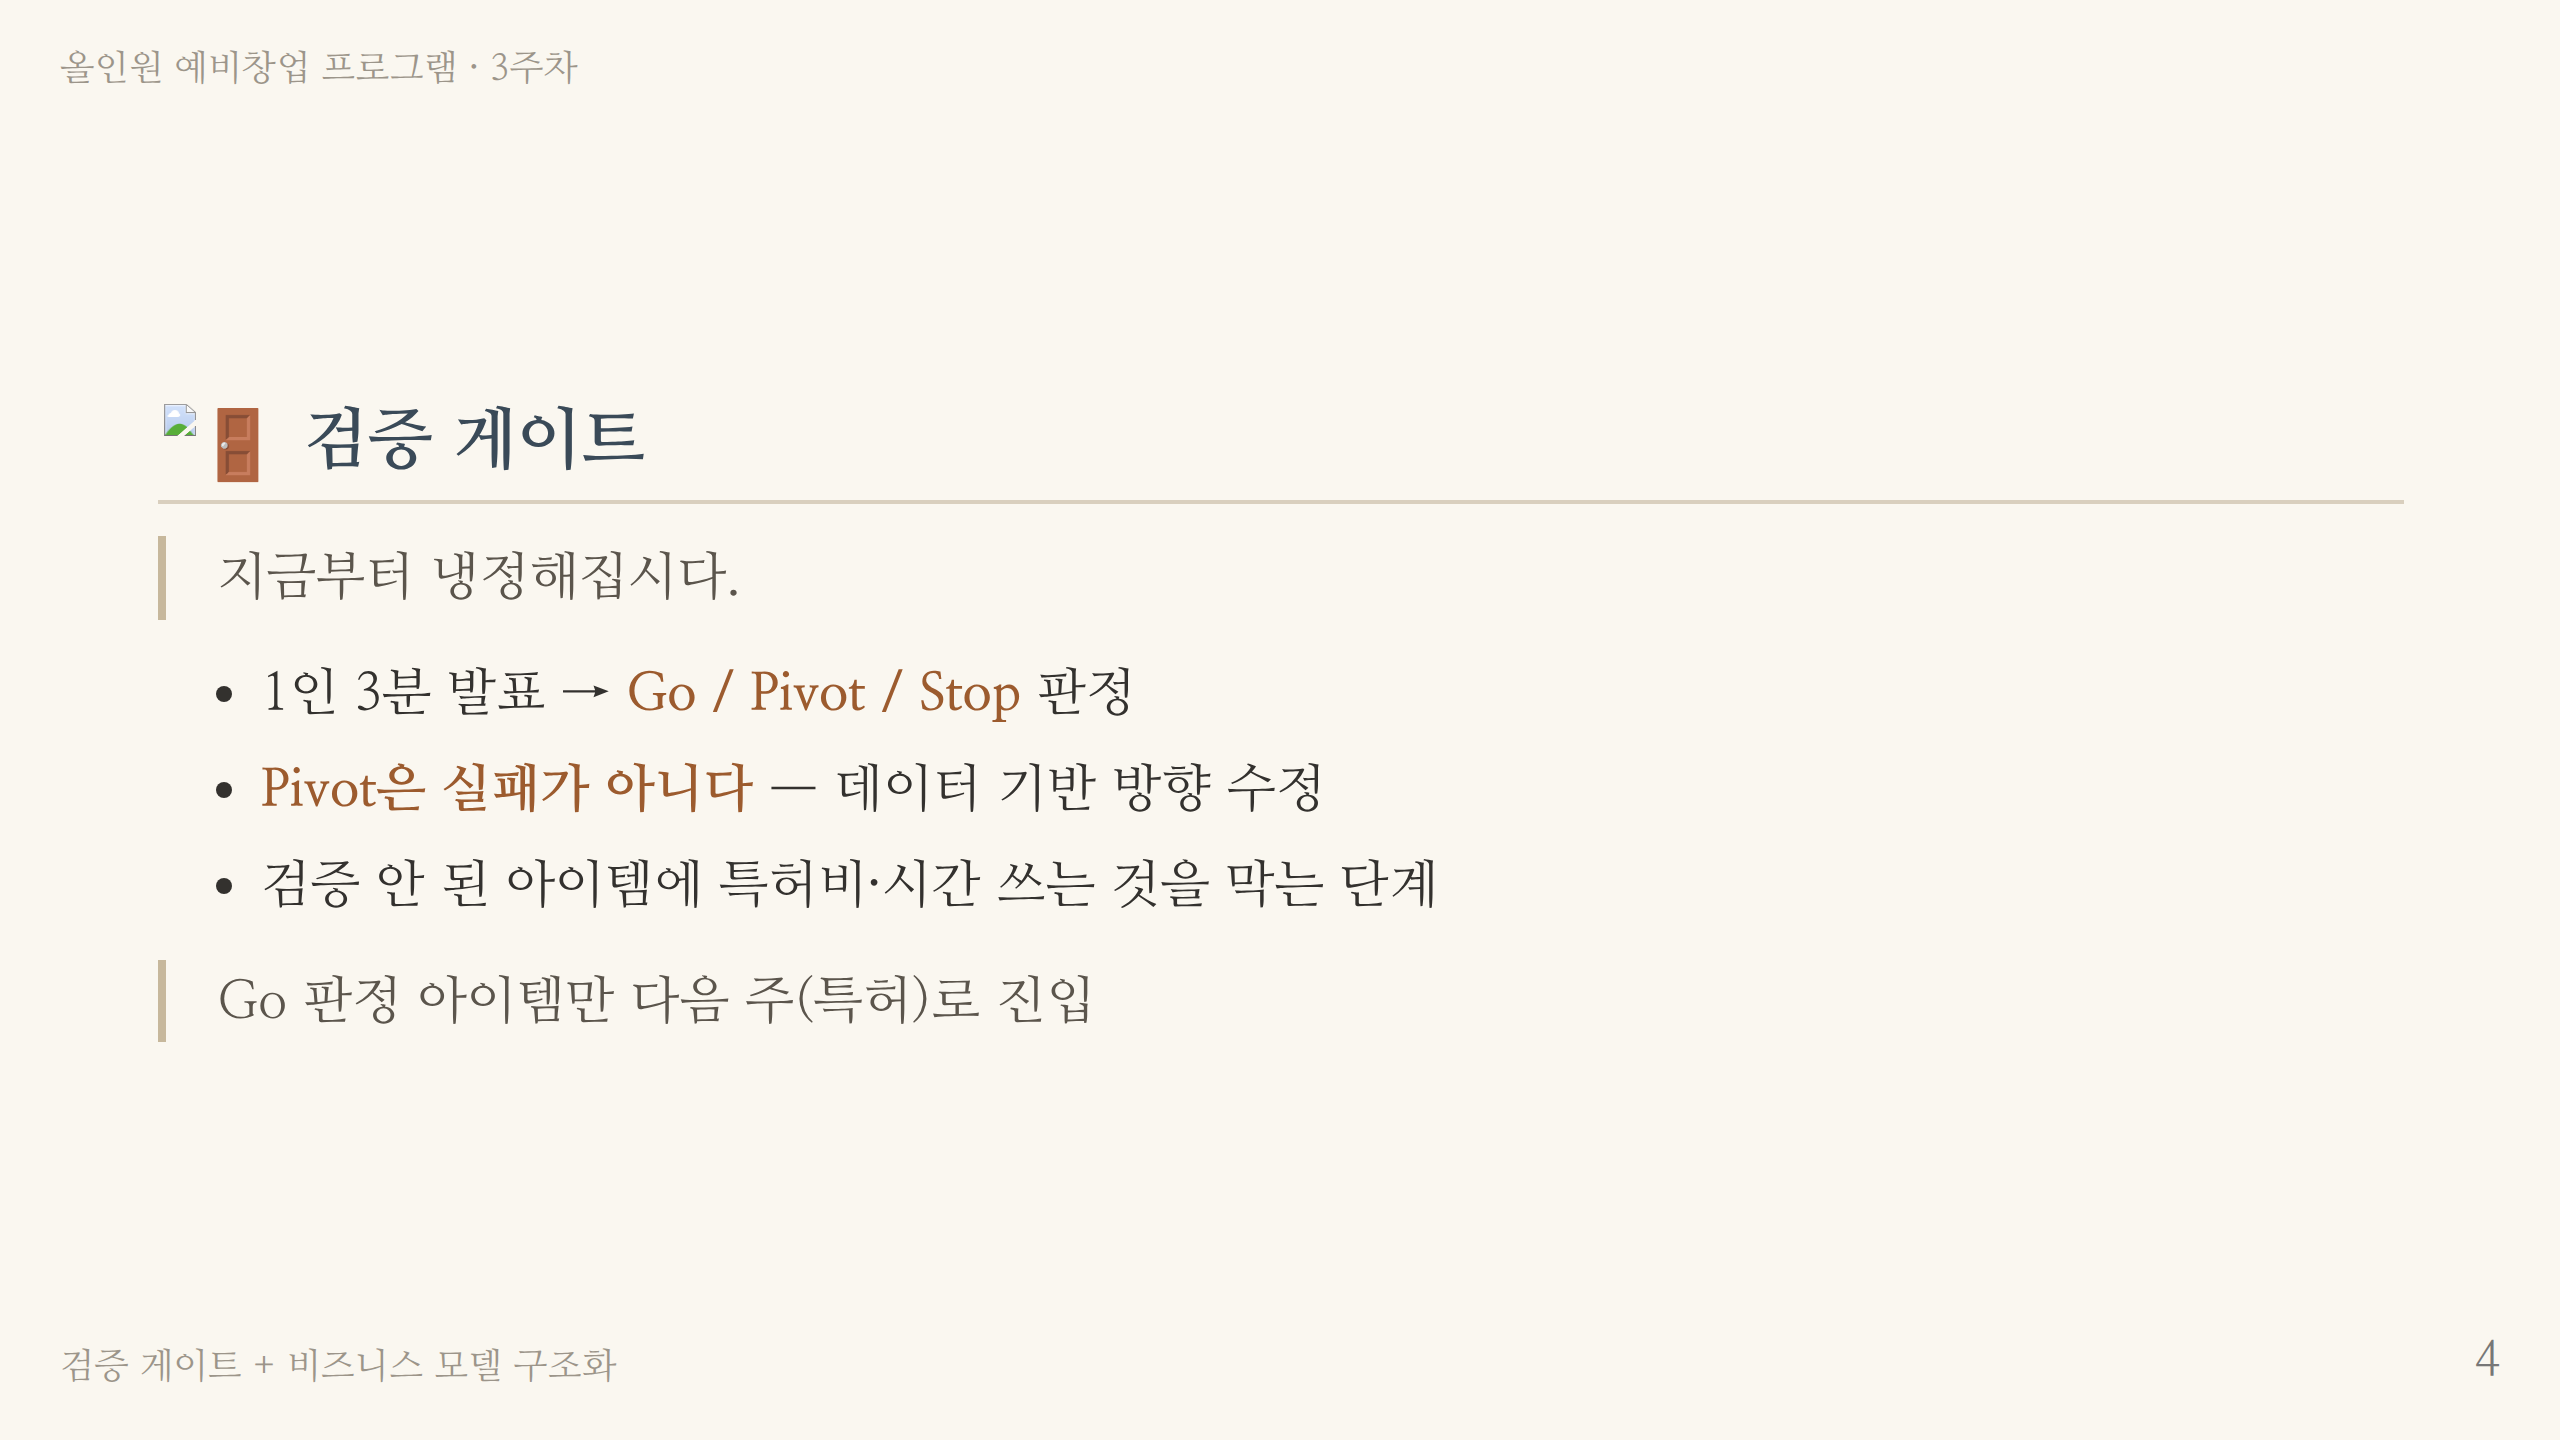 올인원 예비창업 프로그램 · 3주차
🚪 검증 게이트
지금부터 냉정해집시다.
• 1인 3분 발표 → Go / Pivot / Stop 판정
• Pivot은 실패가 아니다 — 데이터 기반 방향 수정
• 검증 안 된 아이템에 특허비·시간 쓰는 것을 막는 단계
Go 판정 아이템만 다음 주(특허)로 진입
검증 게이트 + 비즈니스 모델 구조화
4